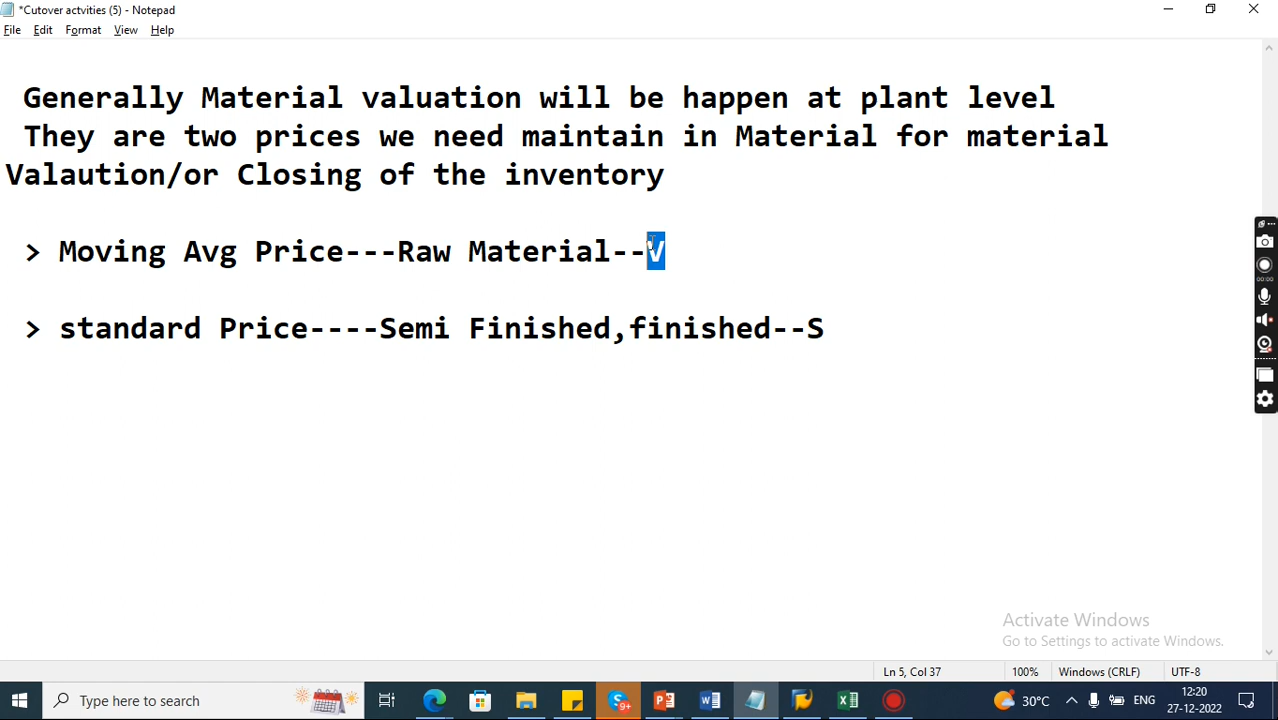 *Cutover actvities (5) - Notepad
File Edit Format View Help
Generally Material valuation will be happen at plant level
They are two prices we need maintain in Material for material
Valaution/or Closing of the inventory
> Moving Avg Price---Raw Material--V
> standard Price----Semi Finished,finished--S
00:00
Activate Windows
Go to Settings to activate Windows.
Ln 5, Col 37 100% Windows (CRLF) UTF-8
Type here to search 9+ 30°C ENG 12:20
27-12-2022